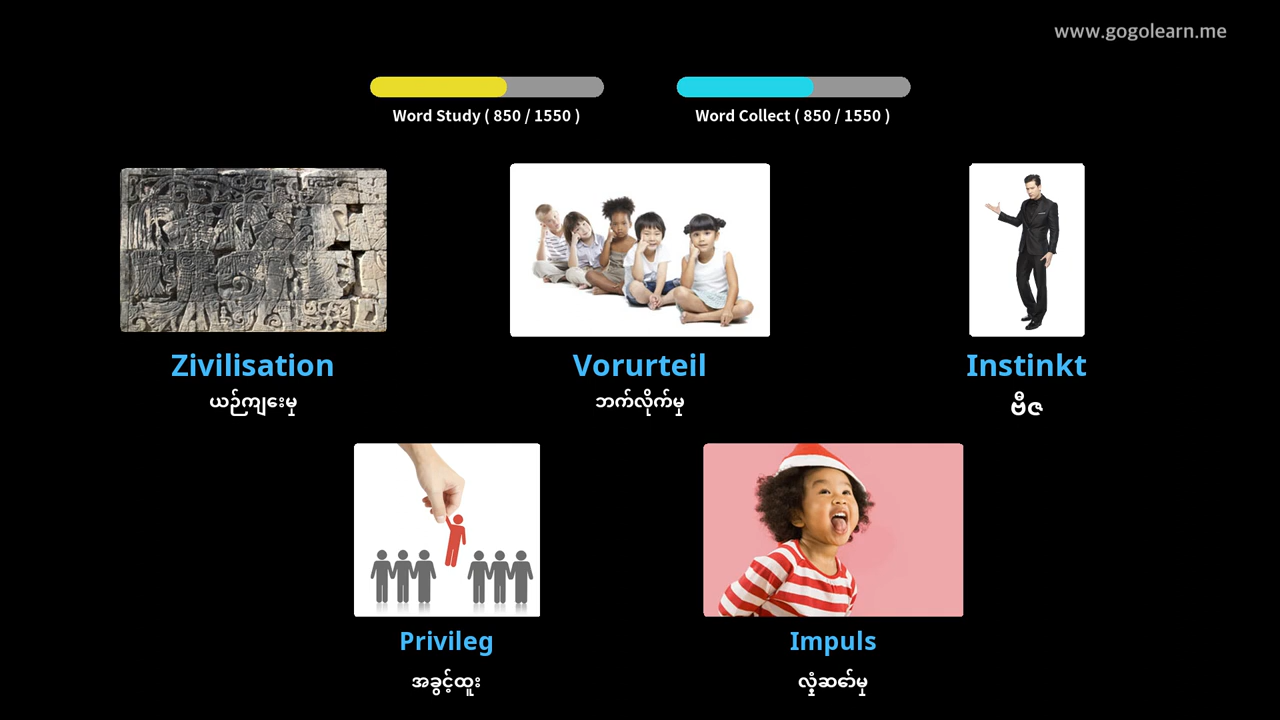 www.gogolearn.me
Word Study ( 850 / 1550 )
Word Collect ( 850 / 1550 )
Zivilisation
Vorurteil
Instinkt
ယဉ်ကျေးမှု
ဘက်လိုက်မှု
ဗီဇ
Privileg
Impuls
အခွင့်ထူး
လှုံ့ဆော်မှု